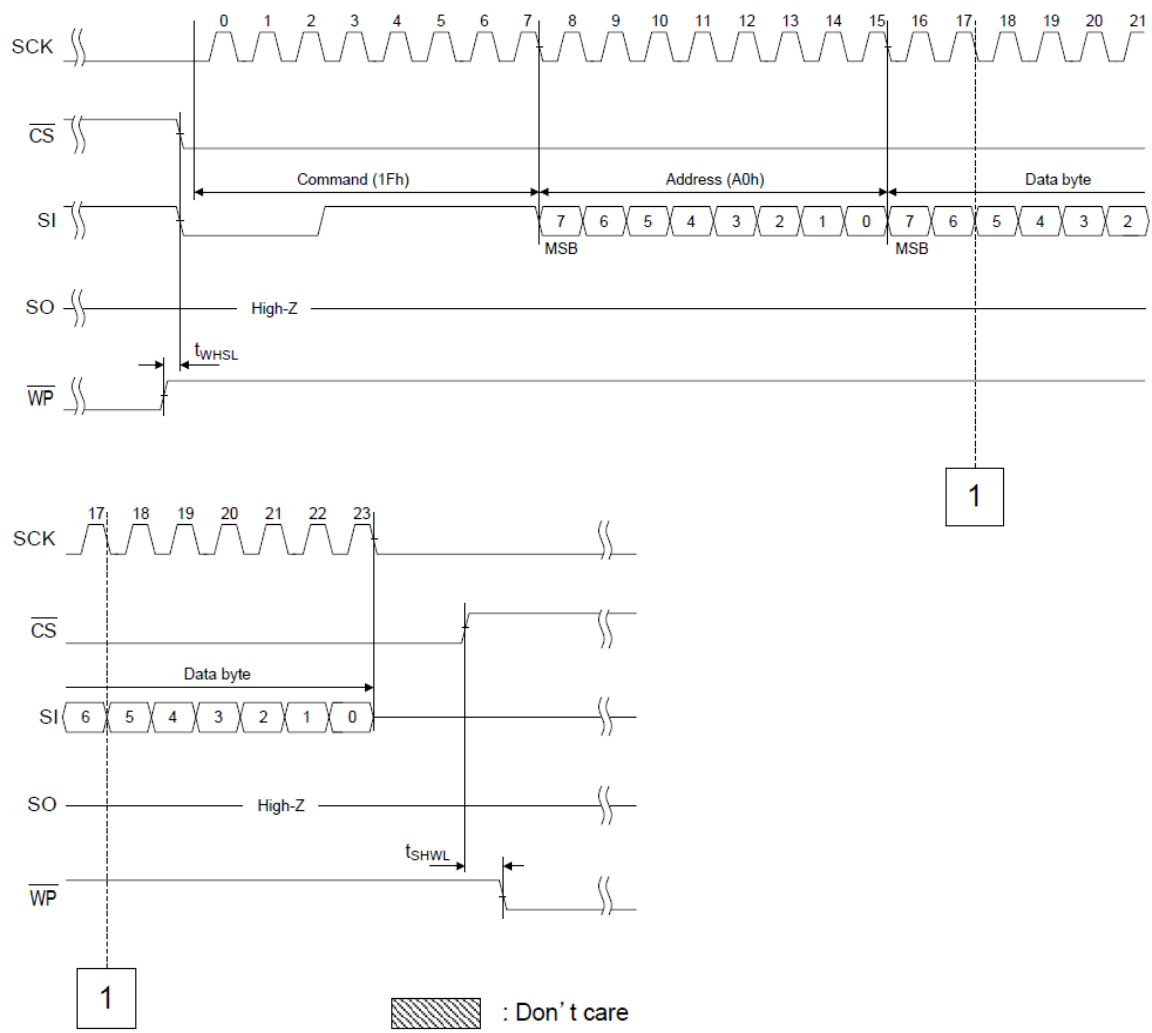 0 1 2 3 4 5 6 7 8 9 10 11 12 13 14 15 16 17 18 19 20 21
SCK
CS
Command (1Fh) Address (A0h) Data byte
SI 7 6 5 4 3 2 1 0 7 6 5 4 3 2
MSB MSB
SO High-Z
tWHSL
WP
1
17 18 19 20 21 22 23
SCK
CS
Data byte
SI 6 5 4 3 2 1 0
SO High-Z
tSHWL
WP
1
: Don't care